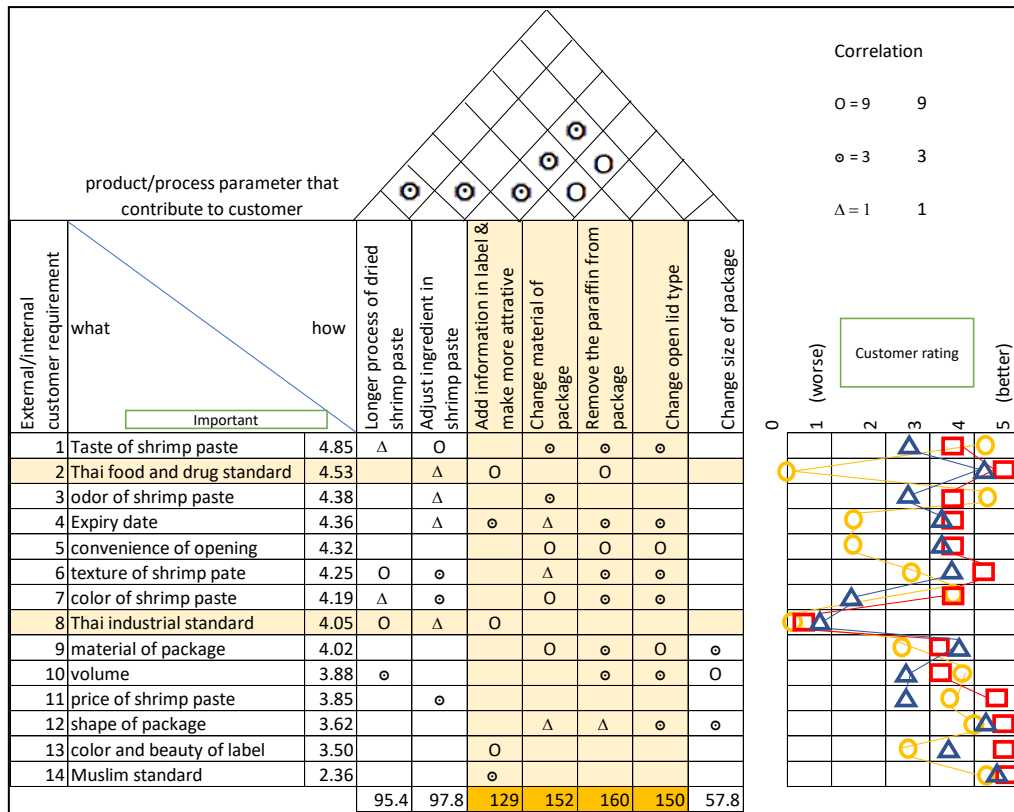 Correlation
O = 9 9
⊙ = 3 3
Δ = 1 1
product/process parameter that
contribute to customer
External/internal
customer requirement
what
how
Important
Longer process of dried
shrimp paste
Adjust ingredient in
shrimp paste
Add information in label &
make more attrative
Change material of
package
Remove the paraffin from
package
Change open lid type
Change size of package
Customer rating
(worse)
(better)
0 1 2 3 4 5
1 Taste of shrimp paste 4.85 Δ O ⊙ ⊙ ⊙
2 Thai food and drug standard 4.53 Δ O O
3 odor of shrimp paste 4.38 Δ ⊙
4 Expiry date 4.36 Δ ⊙ Δ ⊙ ⊙
5 convenience of opening 4.32 O O O
6 texture of shrimp pate 4.25 O ⊙ Δ ⊙ ⊙
7 color of shrimp paste 4.19 Δ ⊙ O ⊙ ⊙
8 Thai industrial standard 4.05 O Δ O
9 material of package 4.02 O ⊙ O ⊙
10 volume 3.88 ⊙ ⊙ ⊙ O
11 price of shrimp paste 3.85 ⊙
12 shape of package 3.62 Δ Δ ⊙ ⊙
13 color and beauty of label 3.50 O
14 Muslim standard 2.36 ⊙
95.4 97.8 129 152 160 150 57.8